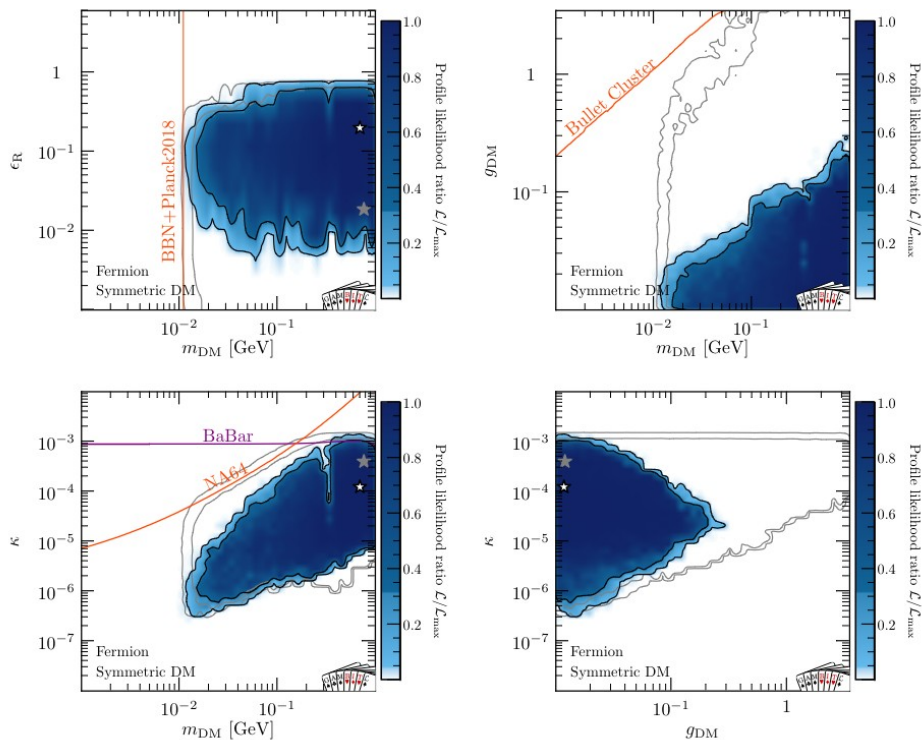 1
10⁻¹
10⁻²
ϵ_R
BBN+Planck2018
Fermion
Symmetric DM
10⁻² 10⁻¹
m_DM [GeV]
1.0
0.8
0.6
0.4
0.2
Profile likelihood ratio ℒ/ℒ_max
1
10⁻¹
g_DM
Bullet Cluster
Fermion
Symmetric DM
10⁻² 10⁻¹
m_DM [GeV]
1.0
0.8
0.6
0.4
0.2
Profile likelihood ratio ℒ/ℒ_max
10⁻³
10⁻⁴
10⁻⁵
10⁻⁶
10⁻⁷
κ
BaBar
NA64
Fermion
Symmetric DM
10⁻² 10⁻¹
m_DM [GeV]
1.0
0.8
0.6
0.4
0.2
Profile likelihood ratio ℒ/ℒ_max
10⁻³
10⁻⁴
10⁻⁵
10⁻⁶
10⁻⁷
κ
Fermion
Symmetric DM
10⁻¹ 1
g_DM
1.0
0.8
0.6
0.4
0.2
Profile likelihood ratio ℒ/ℒ_max